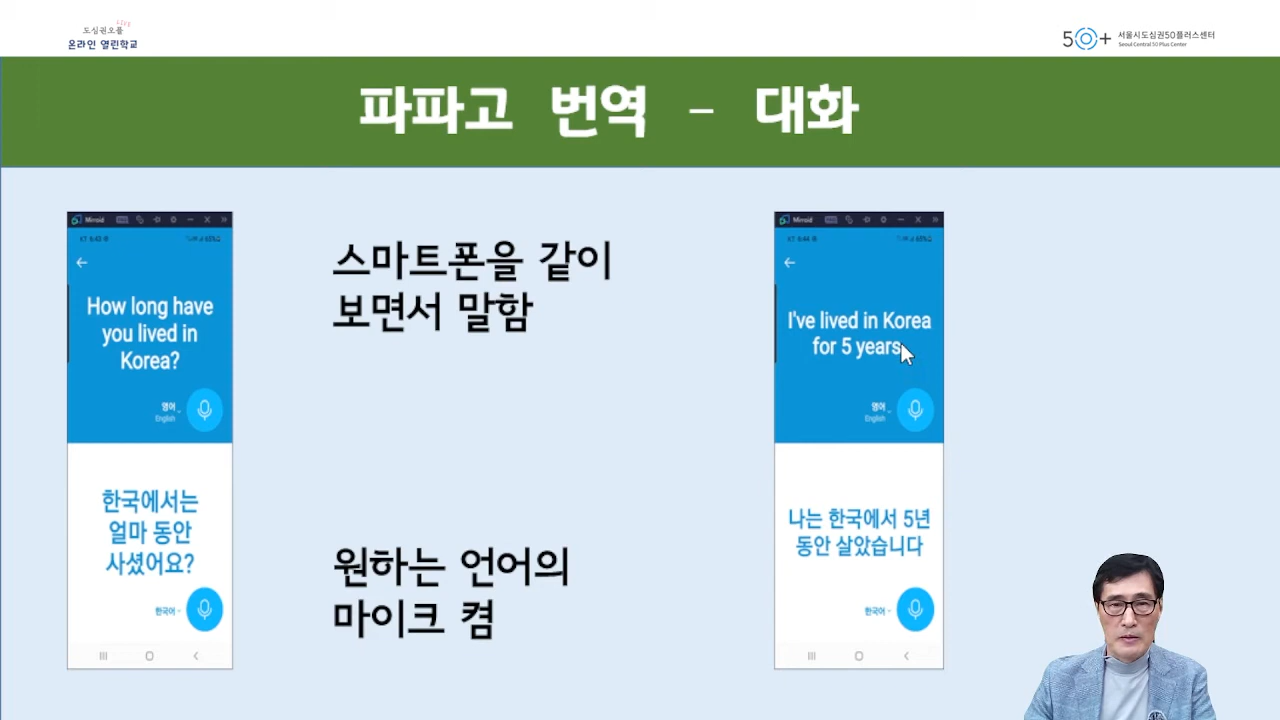 도심권오플
온라인 열린학교
50+ 서울시도심권50플러스센터
Seoul Central 50 Plus Center
파파고 번역 - 대화
Mirroid
How long have
you lived in
Korea?
영어
English
한국에서는
얼마 동안
사셨어요?
한국어
스마트폰을 같이
보면서 말함
원하는 언어의
마이크 켬
Mirroid
I've lived in Korea
for 5 years.
영어
English
나는 한국에서 5년
동안 살았습니다
한국어